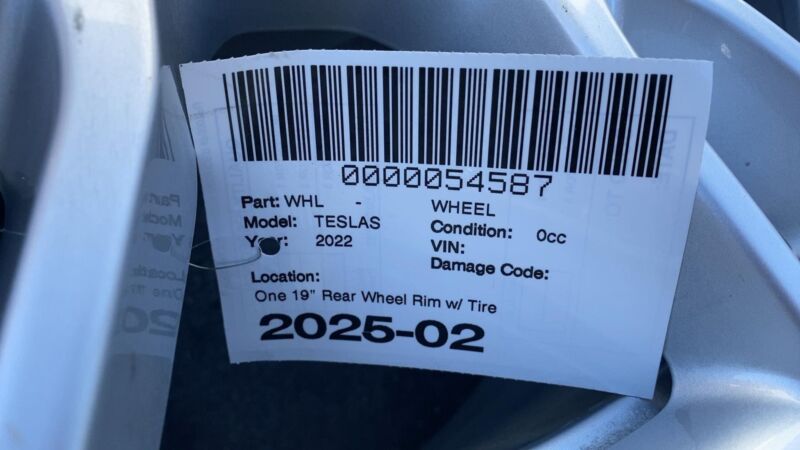 0000054587
Part: WHL - WHEEL
Model: TESLAS Condition: 0cc
Year: 2022 VIN:
Damage Code:
Location:
One 19" Rear Wheel Rim w/ Tire
2025-02